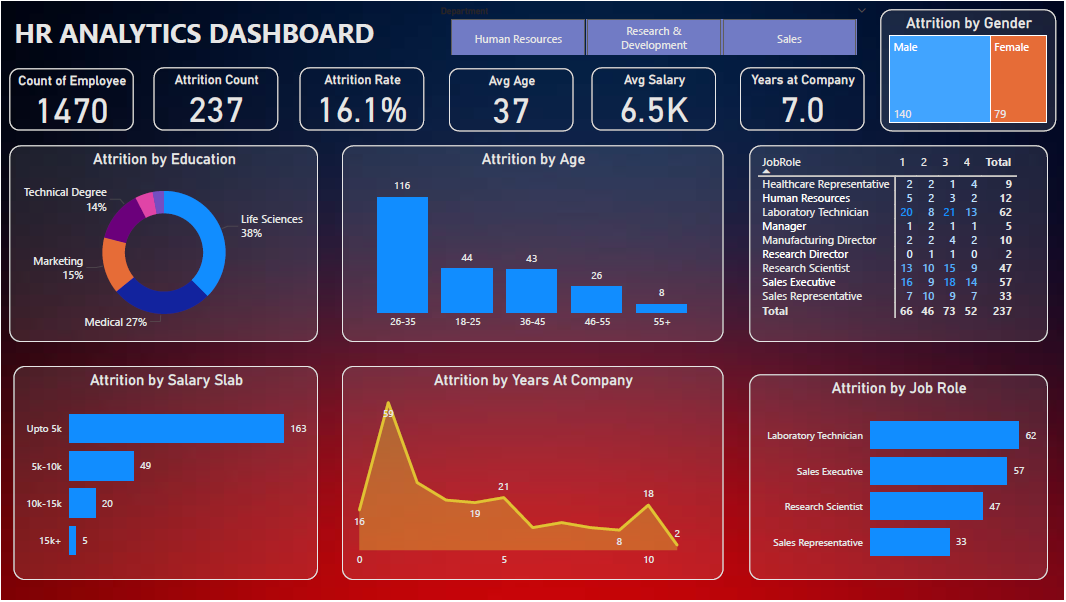 Department
HR ANALYTICS DASHBOARD
Human Resources
Research &
Development
Sales
Attrition by Gender
Male
Female
140
79
Count of Employee
1470
Attrition Count
237
Attrition Rate
16.1%
Avg Age
37
Avg Salary
6.5K
Years at Company
7.0
Attrition by Education
Technical Degree
14%
Life Sciences
38%
Marketing
15%
Medical 27%
Attrition by Age
116
44
43
26
8
26-35
18-25
36-45
46-55
55+
JobRole 1 2 3 4 Total
Healthcare Representative 2 2 1 4 9
Human Resources 5 2 3 2 12
Laboratory Technician 20 8 21 13 62
Manager 1 2 1 1 5
Manufacturing Director 2 2 4 2 10
Research Director 0 1 1 0 2
Research Scientist 13 10 15 9 47
Sales Executive 16 9 18 14 57
Sales Representative 7 10 9 7 33
Total 66 46 73 52 237
Attrition by Salary Slab
Upto 5k 163
5k-10k 49
10k-15k 20
15k+ 5
Attrition by Years At Company
59
16
19
21
8
18
2
0
5
10
Attrition by Job Role
Laboratory Technician 62
Sales Executive 57
Research Scientist 47
Sales Representative 33